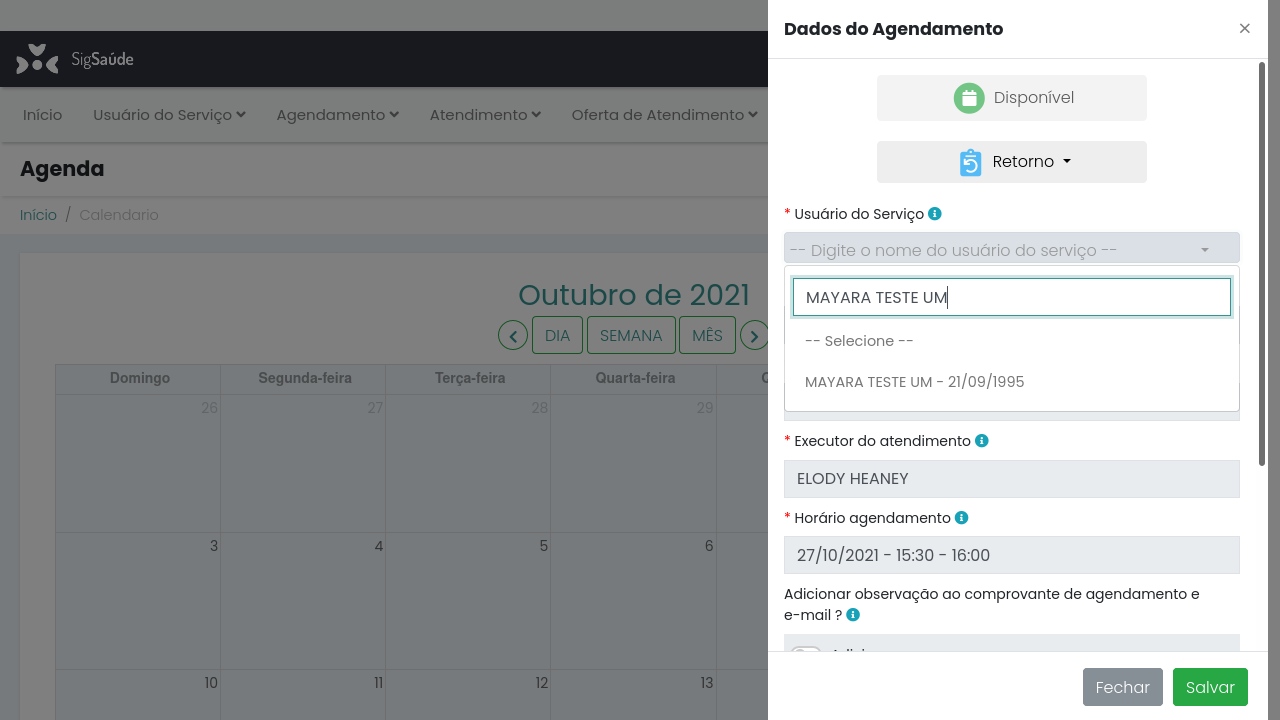 Dados do Agendamento ×
Disponível
Retorno
* Usuário do Serviço
-- Digite o nome do usuário do serviço --
MAYARA TESTE UM
-- Selecione --
MAYARA TESTE UM - 21/09/1995
* Executor do atendimento
ELODY HEANEY
* Horário agendamento
27/10/2021 - 15:30 - 16:00
Adicionar observação ao comprovante de agendamento e
e-mail ?
Fechar Salvar
SigSaúde
Início Usuário do Serviço Agendamento Atendimento Oferta de Atendimento
Agenda
Início / Calendario
Outubro de 2021
DIA SEMANA MÊS
Domingo Segunda-feira Terça-feira Quarta-feira
26 27 28 29
3 4 5 6
10 11 12 13